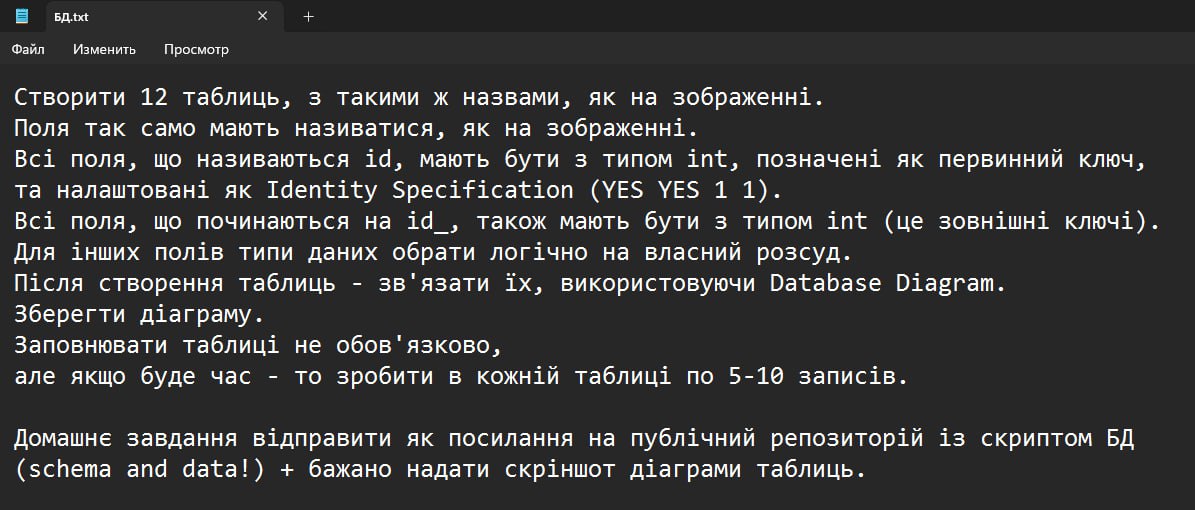 БД.txt
Файл Изменить Просмотр
Створити 12 таблиць, з такими ж назвами, як на зображенні.
Поля так само мають називатися, як на зображенні.
Всі поля, що називаються id, мають бути з типом int, позначені як первинний ключ,
та налаштовані як Identity Specification (YES YES 1 1).
Всі поля, що починаються на id_, також мають бути з типом int (це зовнішні ключі).
Для інших полів типи даних обрати логічно на власний розсуд.
Після створення таблиць - зв'язати їх, використовуючи Database Diagram.
Зберегти діаграму.
Заповнювати таблиці не обов'язково,
але якщо буде час - то зробити в кожній таблиці по 5-10 записів.
Домашнє завдання відправити як посилання на публічний репозиторій із скриптом БД
(schema and data!) + бажано надати скріншот діаграми таблиць.